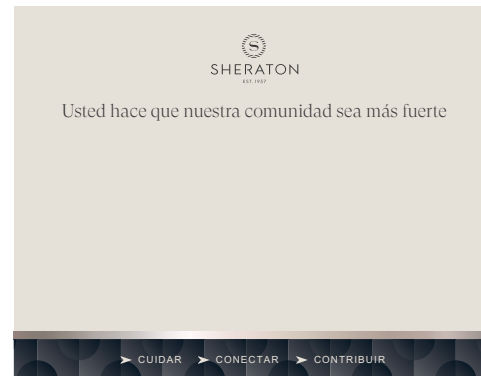 S
SHERATON
EST. 1937
Usted hace que nuestra comunidad sea más fuerte
➤ CUIDAR ➤ CONECTAR ➤ CONTRIBUIR